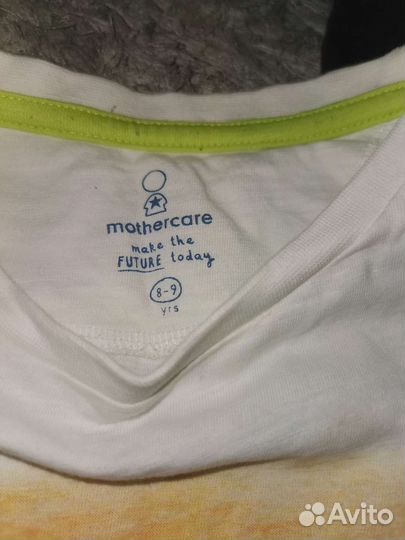 mothercare
make the
FUTURE today
8-9
yrs
Avito